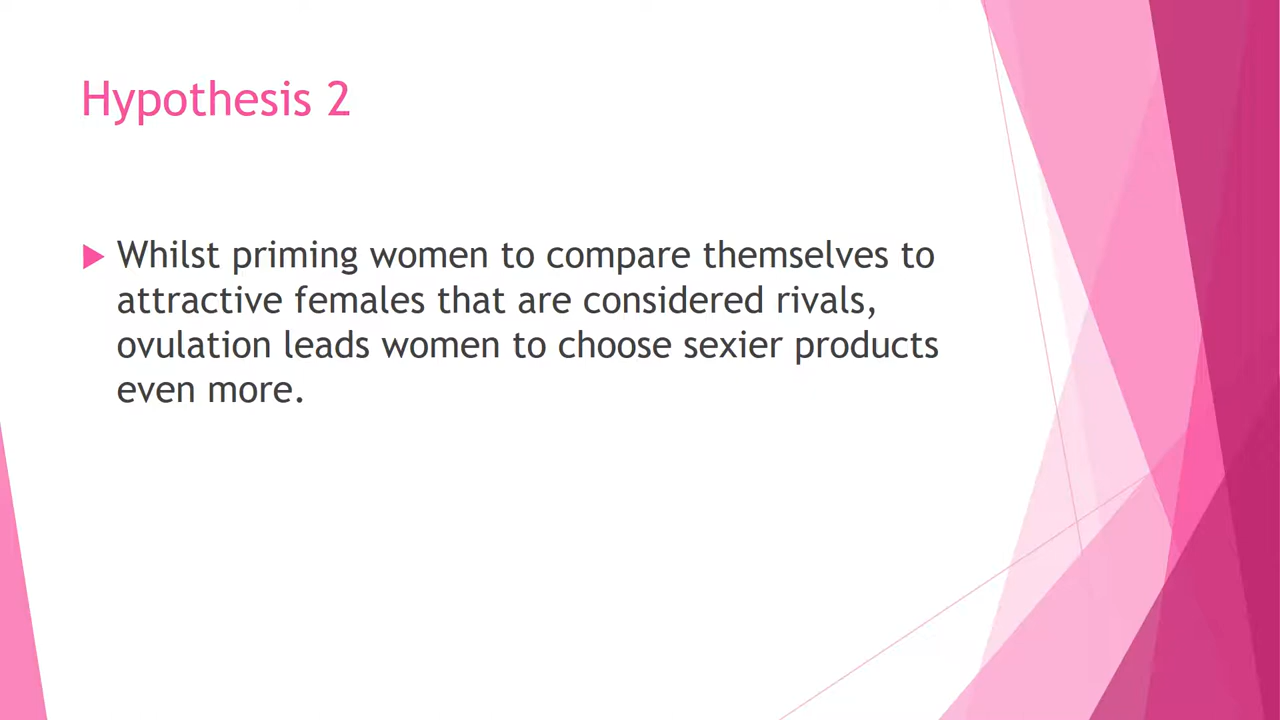 Hypothesis 2
Whilst priming women to compare themselves to
attractive females that are considered rivals,
ovulation leads women to choose sexier products
even more.